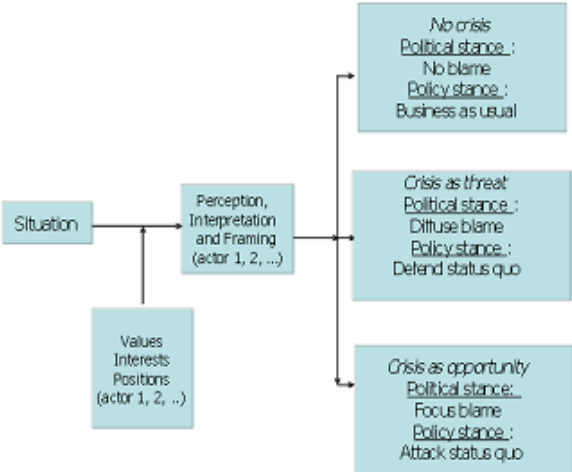 No crisis
Political stance :
No blame
Policy stance :
Business as usual
Situation
Perception,
Interpretation
and Framing
(actor 1, 2, ...)
Crisis as threat
Political stance :
Diffuse blame
Policy stance :
Defend status quo
Values
Interests
Positions
(actor 1, 2, ..)
Crisis as opportunity
Political stance:
Focus blame
Policy stance :
Attack status quo